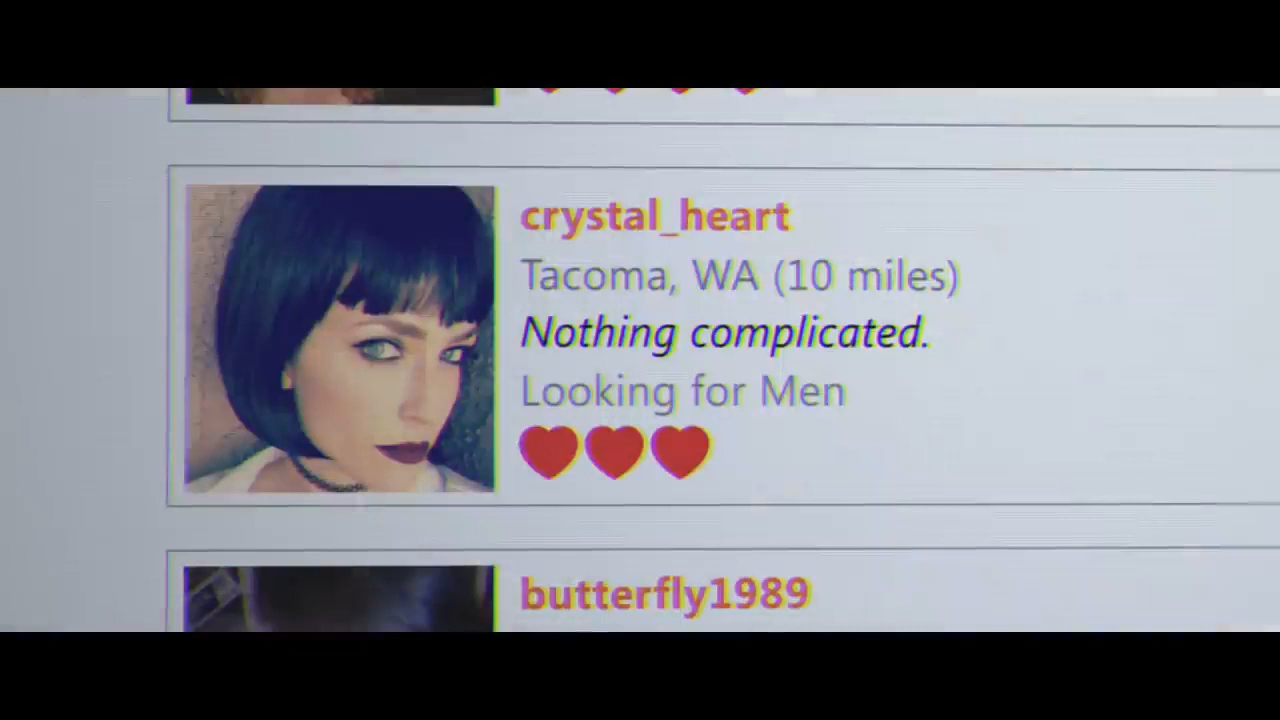 crystal_heart
Tacoma, WA (10 miles)
Nothing complicated.
Looking for Men
butterfly1989